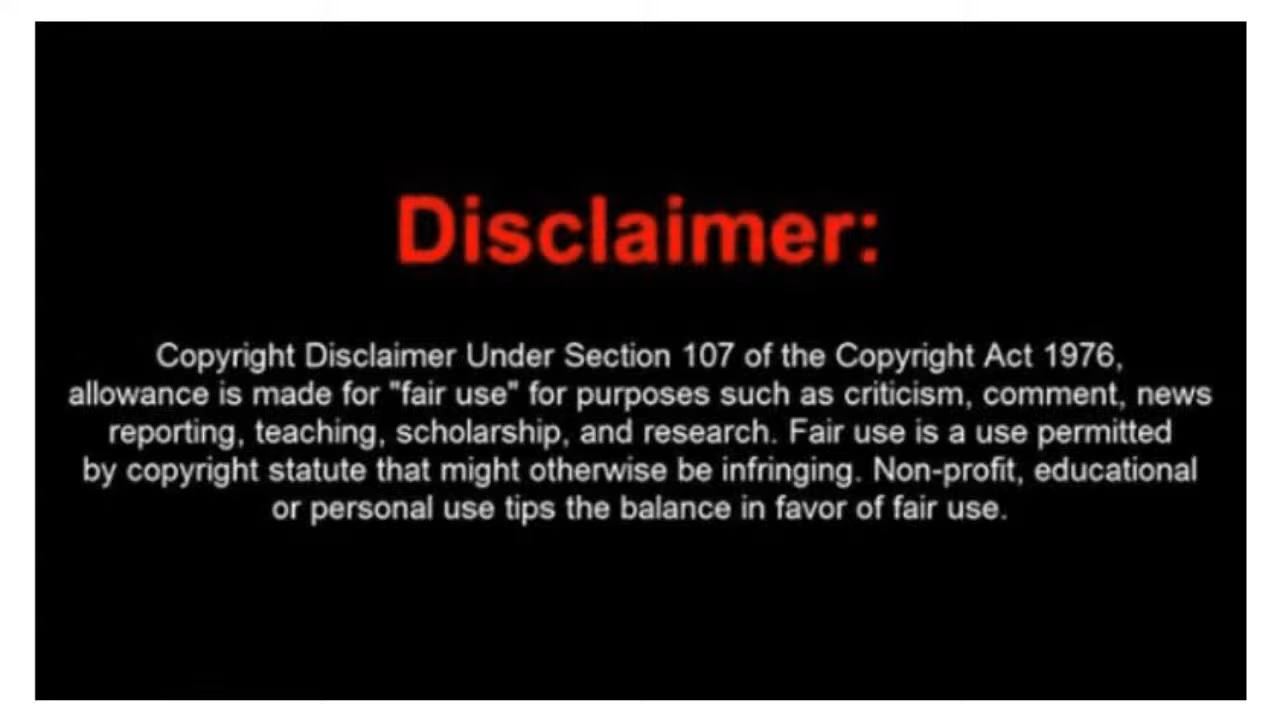 Disclaimer:
Copyright Disclaimer Under Section 107 of the Copyright Act 1976,
allowance is made for "fair use" for purposes such as criticism, comment, news
reporting, teaching, scholarship, and research. Fair use is a use permitted
by copyright statute that might otherwise be infringing. Non-profit, educational
or personal use tips the balance in favor of fair use.